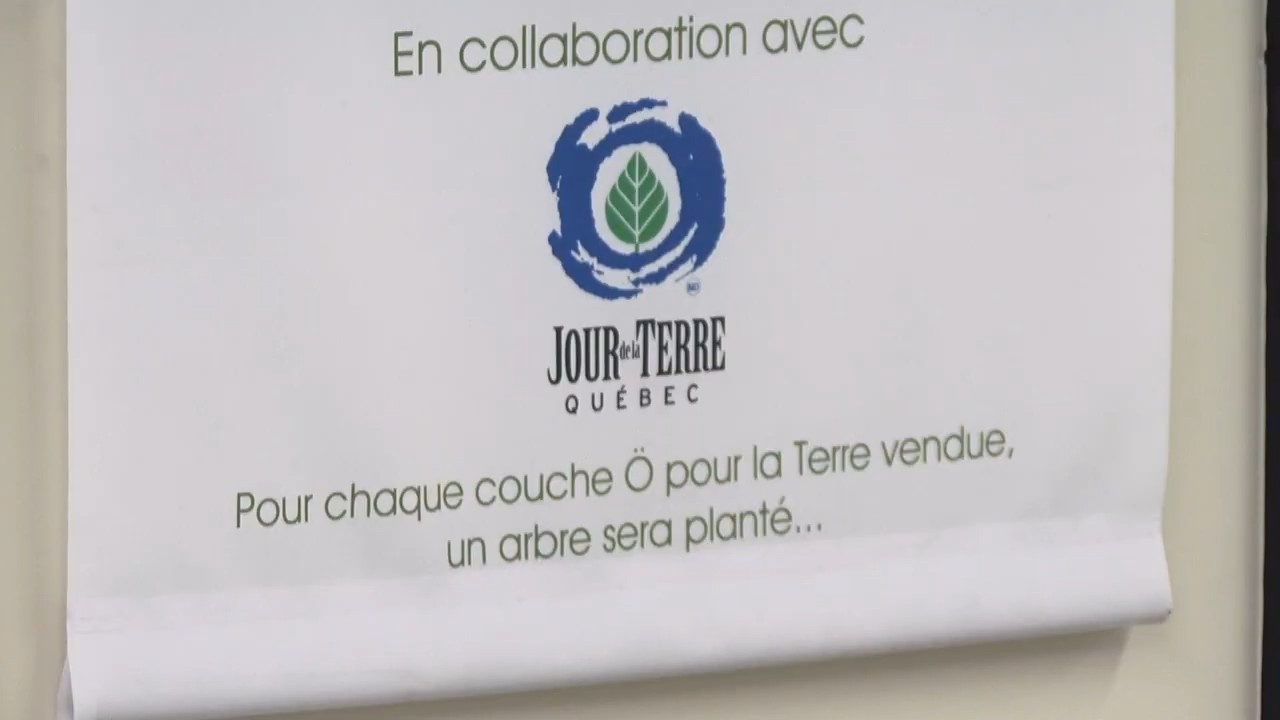 En collaboration avec
JOUR de la TERRE
QUÉBEC
Pour chaque couche Ö pour la Terre vendue,
un arbre sera planté...